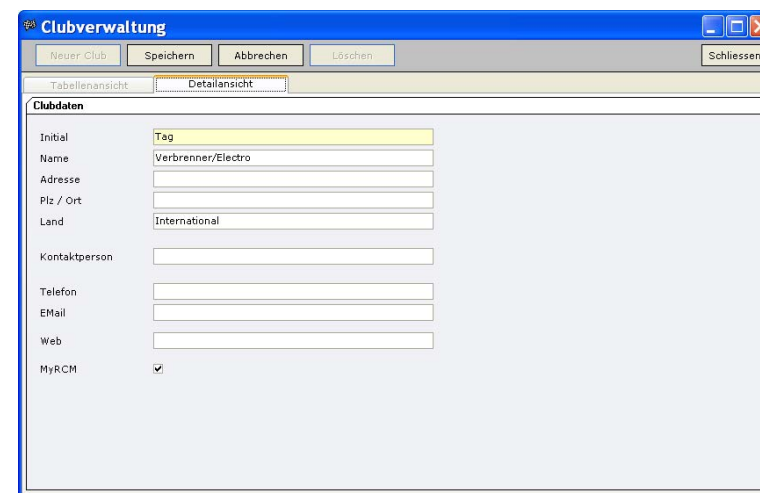 Clubverwaltung
Neuer Club Speichern Abbrechen Löschen Schliessen
Tabellenansicht Detailansicht
Clubdaten
Initial Tag
Name Verbrenner/Electro
Adresse
Plz / Ort
Land International
Kontaktperson
Telefon
EMail
Web
MyRCM